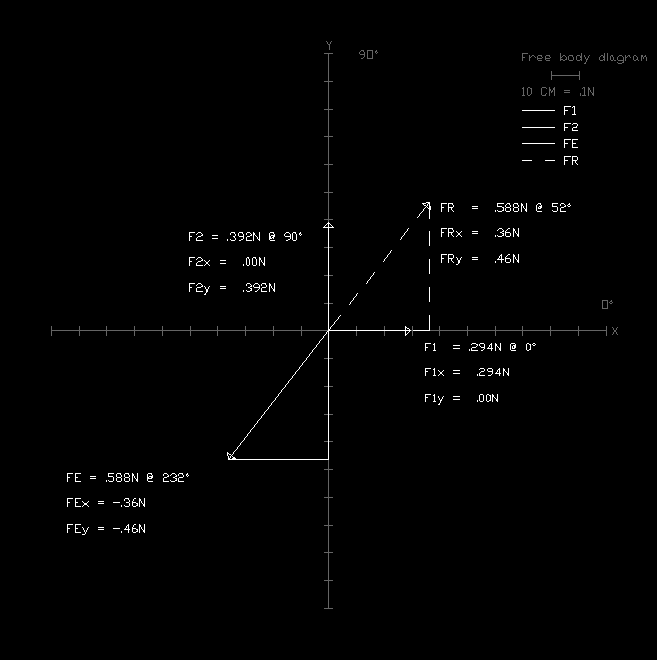 Y
90°
Free body diagram
10 CM = .1N
F1
F2
FE
FR
FR = .588N @ 52°
FRx = .36N
FRy = .46N
F2 = .392N @ 90°
F2x = .00N
F2y = .392N
0°
X
F1 = .294N @ 0°
F1x = .294N
F1y = .00N
FE = .588N @ 232°
FEx = -.36N
FEy = -.46N